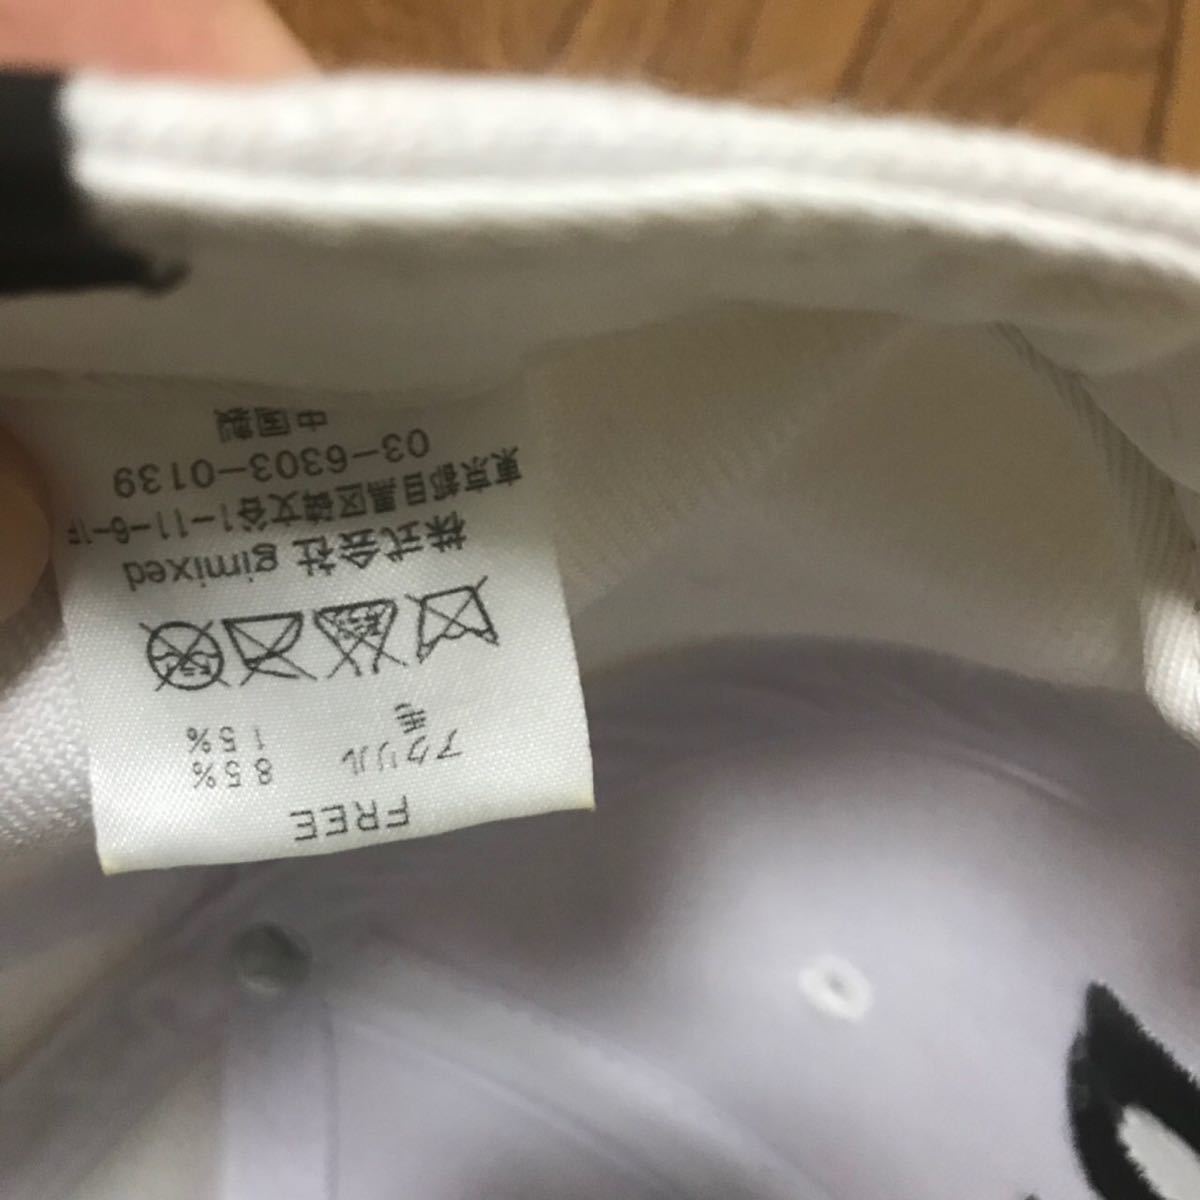 FREE
アクリル 85%
毛 15%
株式会社 gimixed
東京都目黒区碑文谷1-11-6-1F
03-6303-0139
中国製